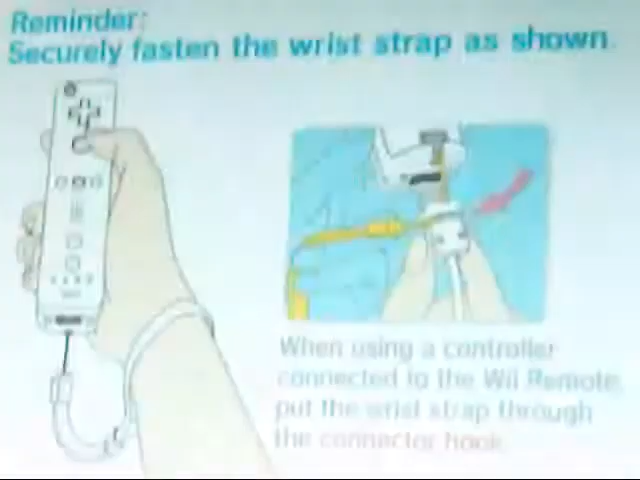 Reminder:
Securely fasten the wrist strap as shown.
When using a controller
connected to the Wii Remote,
put the wrist strap through
the connector hook.